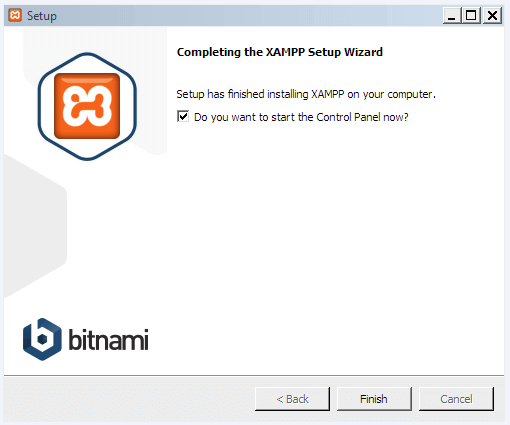 Setup
Completing the XAMPP Setup Wizard
Setup has finished installing XAMPP on your computer.
Do you want to start the Control Panel now?
bitnami
< Back
Finish
Cancel